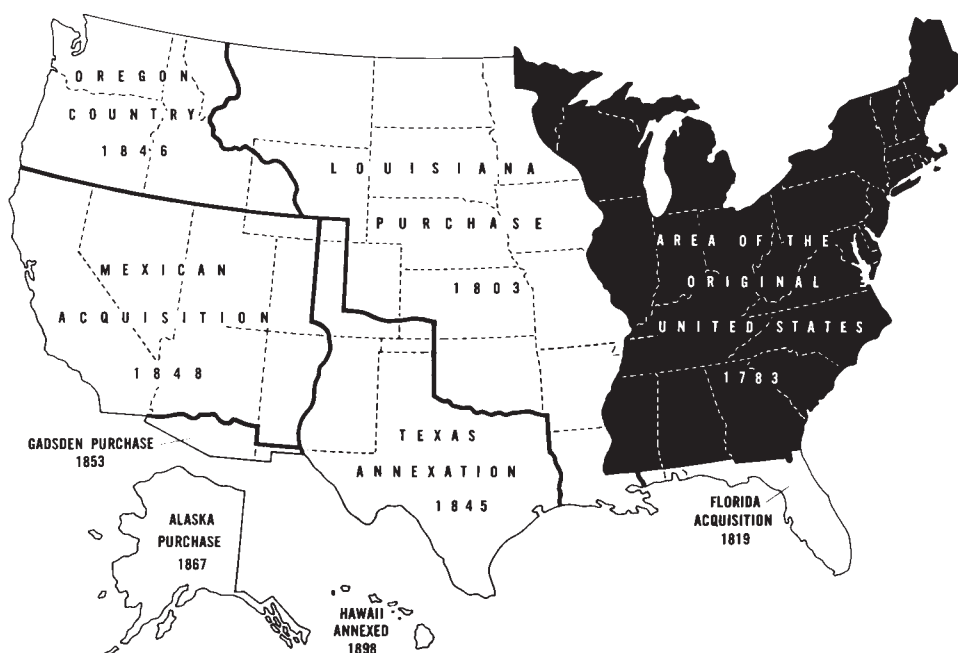 OREGON
COUNTRY
1846
LOUISIANA
PURCHASE
1803
AREA OF THE
ORIGINAL
UNITED STATES
1783
MEXICAN
ACQUISITION
1848
GADSDEN PURCHASE
1853
TEXAS
ANNEXATION
1845
FLORIDA
ACQUISITION
1819
ALASKA
PURCHASE
1867
HAWAII
ANNEXED
1898